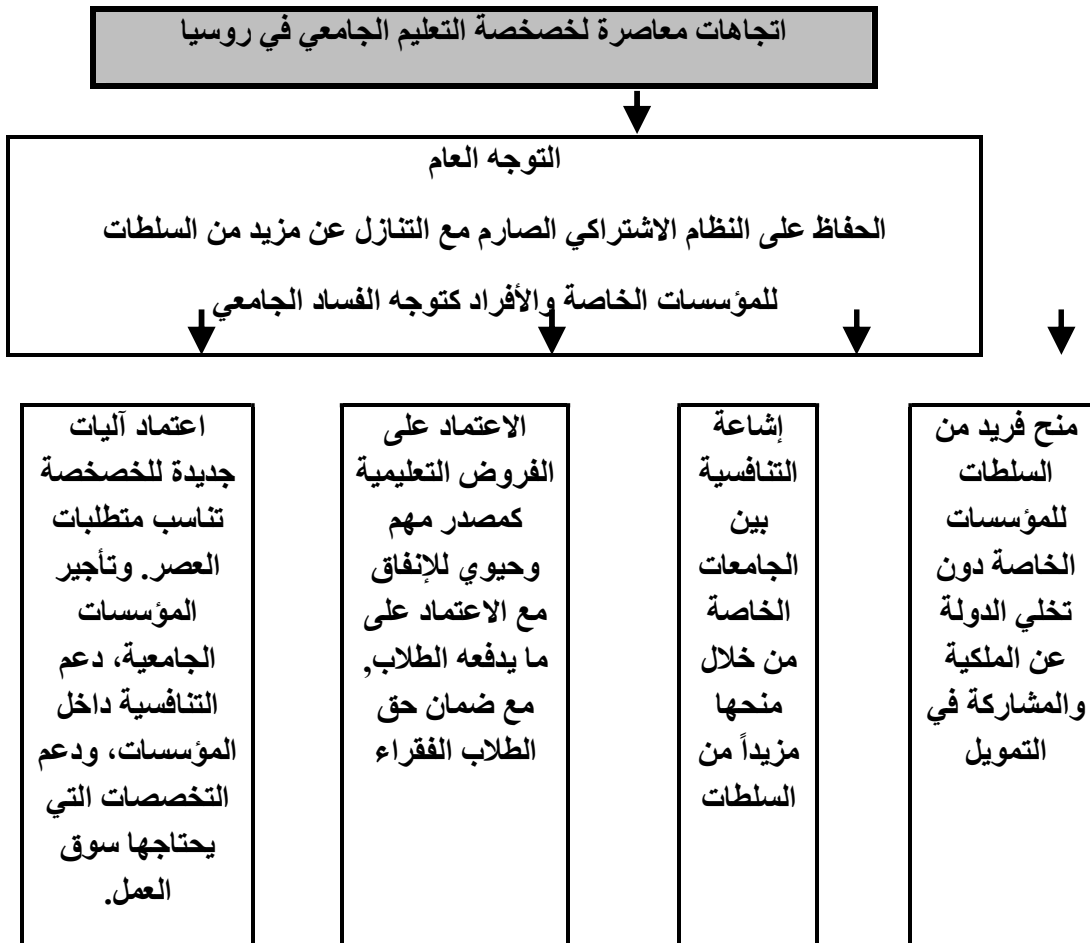 اتجاهات معاصرة لخصخصة التعليم الجامعي في روسيا
التوجه العام
الحفاظ على النظام الاشتراكي الصارم مع التنازل عن مزيد من السلطات
للمؤسسات الخاصة والأفراد كتوجه الفساد الجامعي
منح فريد من
السلطات
للمؤسسات
الخاصة دون
تخلي الدولة
عن الملكية
والمشاركة في
التمويل
إشاعة
التنافسية
بين
الجامعات
الخاصة
من خلال
منحها
مزيداً من
السلطات
الاعتماد على
الفروض التعليمية
كمصدر مهم
وحيوي للإنفاق
مع الاعتماد على
ما يدفعه الطلاب,
مع ضمان حق
الطلاب الفقراء
اعتماد آليات
جديدة للخصخصة
تناسب متطلبات
العصر. وتأجير
المؤسسات
الجامعية، دعم
التنافسية داخل
المؤسسات، ودعم
التخصصات التي
يحتاجها سوق
العمل.